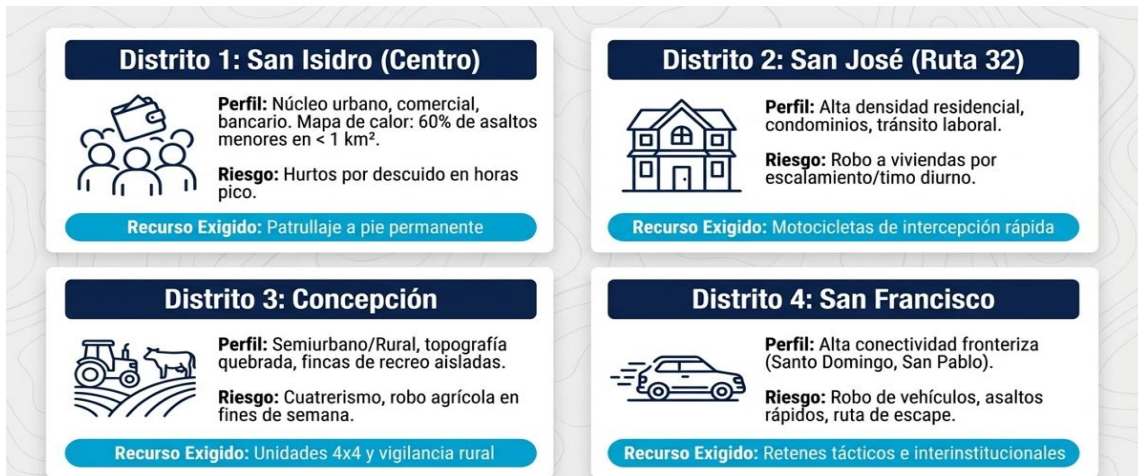 Distrito 1: San Isidro (Centro)
Perfil: Núcleo urbano, comercial,
bancario. Mapa de calor: 60% de asaltos
menores en < 1 km².
Riesgo: Hurtos por descuido en horas
pico.
Recurso Exigido: Patrullaje a pie permanente
Distrito 2: San José (Ruta 32)
Perfil: Alta densidad residencial,
condominios, tránsito laboral.
Riesgo: Robo a viviendas por
escalamiento/timo diurno.
Recurso Exigido: Motocicletas de intercepción rápida
Distrito 3: Concepción
Perfil: Semiurbano/Rural, topografía
quebrada, fincas de recreo aisladas.
Riesgo: Cuatrerismo, robo agrícola en
fines de semana.
Recurso Exigido: Unidades 4x4 y vigilancia rural
Distrito 4: San Francisco
Perfil: Alta conectividad fronteriza
(Santo Domingo, San Pablo).
Riesgo: Robo de vehículos, asaltos
rápidos, ruta de escape.
Recurso Exigido: Retenes tácticos e interinstitucionales